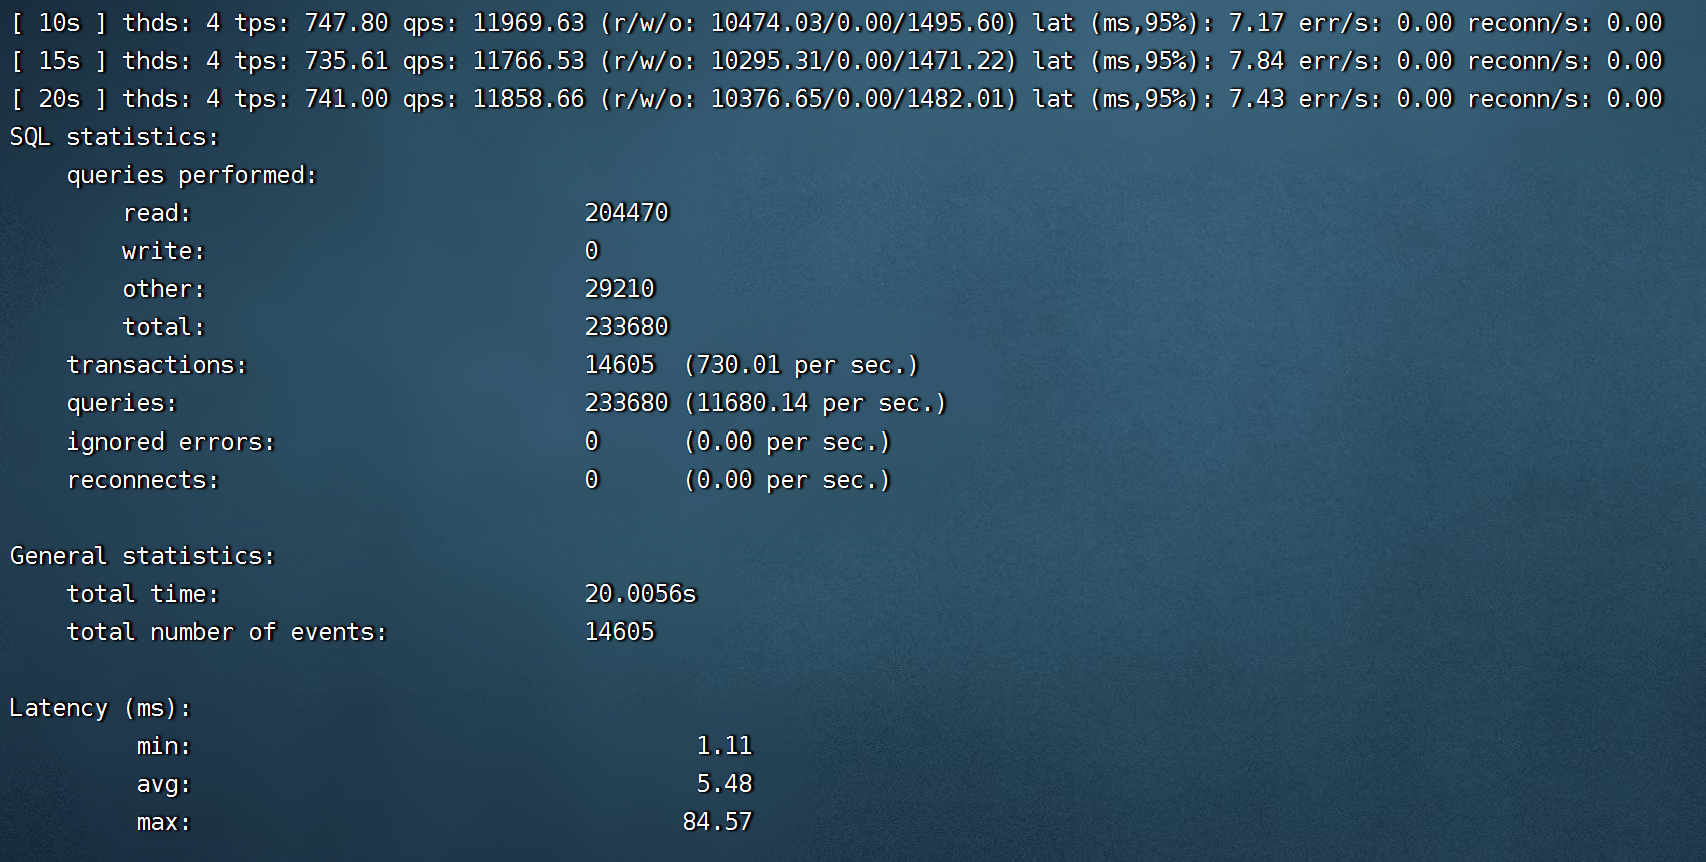 [ 10s ] thds: 4 tps: 747.80 qps: 11969.63 (r/w/o: 10474.03/0.00/1495.60) lat (ms,95%): 7.17 err/s: 0.00 reconn/s: 0.00
[ 15s ] thds: 4 tps: 735.61 qps: 11766.53 (r/w/o: 10295.31/0.00/1471.22) lat (ms,95%): 7.84 err/s: 0.00 reconn/s: 0.00
[ 20s ] thds: 4 tps: 741.00 qps: 11858.66 (r/w/o: 10376.65/0.00/1482.01) lat (ms,95%): 7.43 err/s: 0.00 reconn/s: 0.00
SQL statistics:
    queries performed:
        read:                            204470
        write:                           0
        other:                           29210
        total:                           233680
    transactions:                        14605  (730.01 per sec.)
    queries:                             233680 (11680.14 per sec.)
    ignored errors:                      0      (0.00 per sec.)
    reconnects:                          0      (0.00 per sec.)

General statistics:
    total time:                          20.0056s
    total number of events:              14605

Latency (ms):
         min:                                    1.11
         avg:                                    5.48
         max:                                   84.57